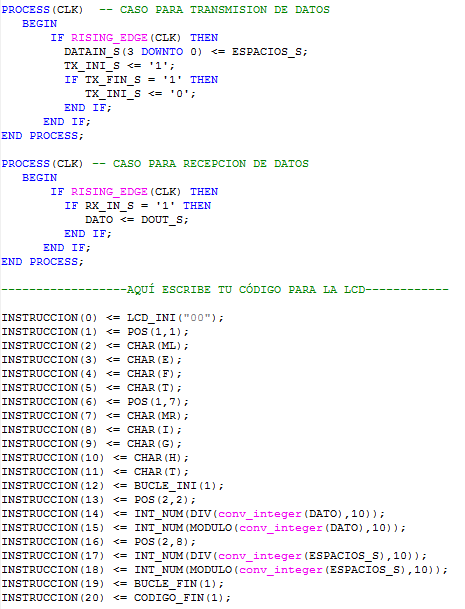 PROCESS(CLK)  -- CASO PARA TRANSMISION DE DATOS
   BEGIN
       IF RISING_EDGE(CLK) THEN
         DATAIN_S(3 DOWNTO 0) <= ESPACIOS_S;
         TX_INI_S <= '1';
         IF TX_FIN_S = '1' THEN
            TX_INI_S <= '0';
         END IF;
      END IF;
END PROCESS;

PROCESS(CLK) -- CASO PARA RECEPCION DE DATOS
   BEGIN
       IF RISING_EDGE(CLK) THEN
         IF RX_IN_S = '1' THEN
            DATO <= DOUT_S;
         END IF;
      END IF;
END PROCESS;

------------------AQUÍ ESCRIBE TU CÓDIGO PARA LA LCD------------

INSTRUCCION(0) <= LCD_INI("00");
INSTRUCCION(1) <= POS(1,1);
INSTRUCCION(2) <= CHAR(ML);
INSTRUCCION(3) <= CHAR(E);
INSTRUCCION(4) <= CHAR(F);
INSTRUCCION(5) <= CHAR(T);
INSTRUCCION(6) <= POS(1,7);
INSTRUCCION(7) <= CHAR(MR);
INSTRUCCION(8) <= CHAR(I);
INSTRUCCION(9) <= CHAR(G);
INSTRUCCION(10) <= CHAR(H);
INSTRUCCION(11) <= CHAR(T);
INSTRUCCION(12) <= BUCLE_INI(1);
INSTRUCCION(13) <= POS(2,2);
INSTRUCCION(14) <= INT_NUM(DIV(conv_integer(DATO),10));
INSTRUCCION(15) <= INT_NUM(MODULO(conv_integer(DATO),10));
INSTRUCCION(16) <= POS(2,8);
INSTRUCCION(17) <= INT_NUM(DIV(conv_integer(ESPACIOS_S),10));
INSTRUCCION(18) <= INT_NUM(MODULO(conv_integer(ESPACIOS_S),10);
INSTRUCCION(19) <= BUCLE_FIN(1);
INSTRUCCION(20) <= CODIGO_FIN(1);